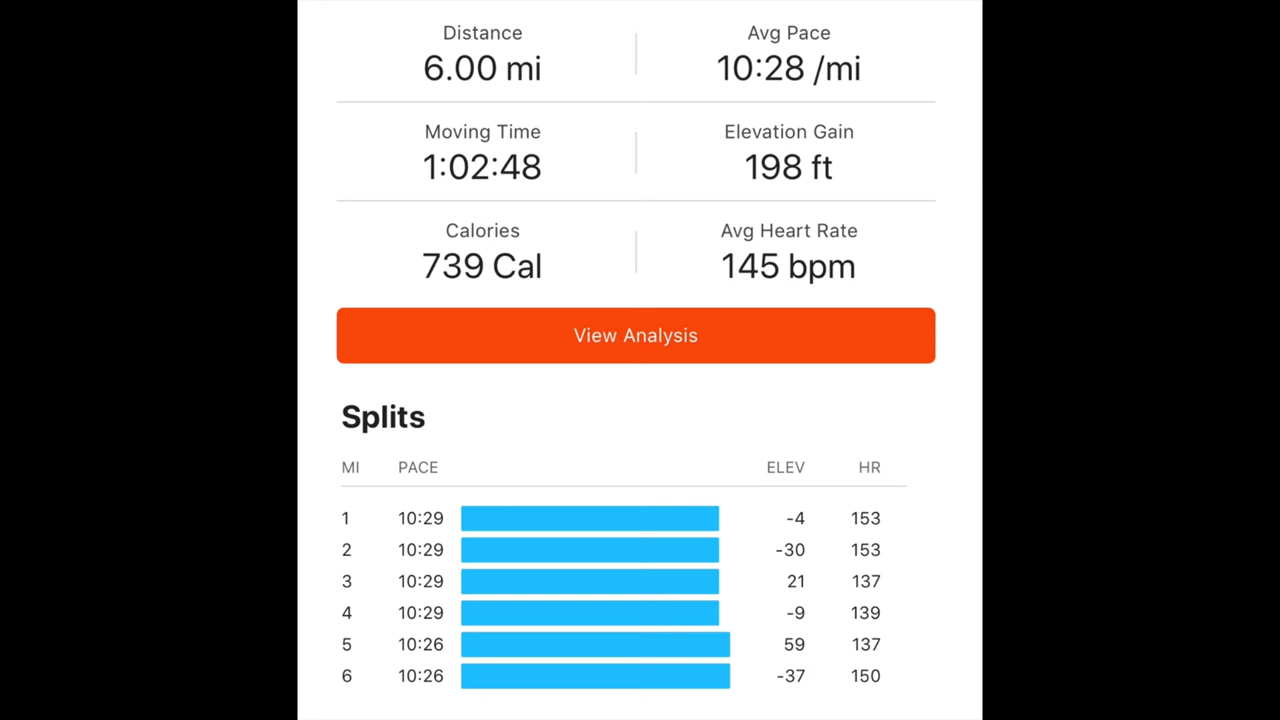 Distance Avg Pace
6.00 mi 10:28 /mi
Moving Time Elevation Gain
1:02:48 198 ft
Calories Avg Heart Rate
739 Cal 145 bpm
View Analysis
Splits
MI PACE ELEV HR
1 10:29 -4 153
2 10:29 -30 153
3 10:29 21 137
4 10:29 -9 139
5 10:26 59 137
6 10:26 -37 150